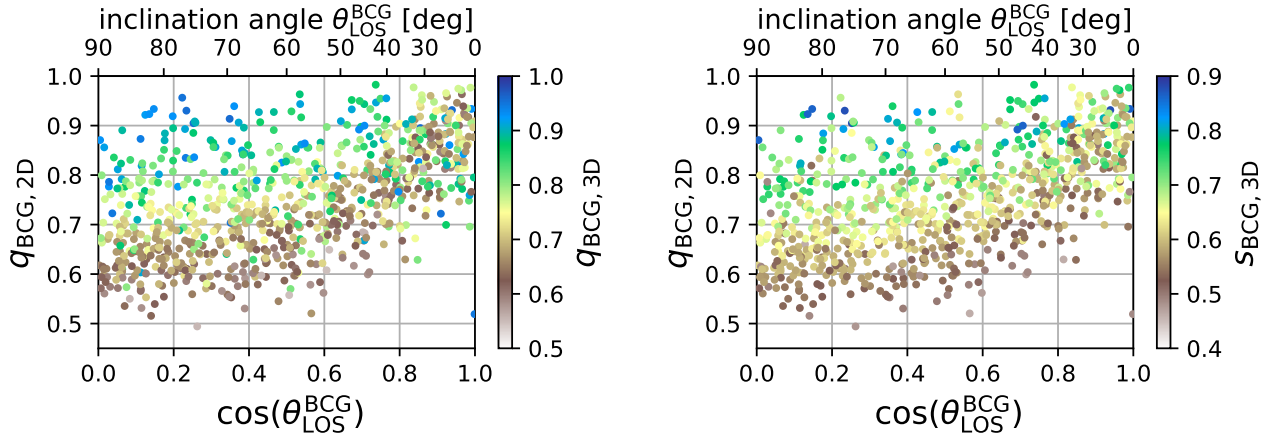 inclination angle θ_LOS^BCG [deg]
90 80 70 60 50 40 30 0
1.0
0.9
0.8
0.7
0.6
0.5
q_BCG, 2D
0.0 0.2 0.4 0.6 0.8 1.0
cos(θ_LOS^BCG)
1.0
0.9
0.8
0.7
0.6
0.5
q_BCG, 3D
inclination angle θ_LOS^BCG [deg]
90 80 70 60 50 40 30 0
1.0
0.9
0.8
0.7
0.6
0.5
q_BCG, 2D
0.0 0.2 0.4 0.6 0.8 1.0
cos(θ_LOS^BCG)
0.9
0.8
0.7
0.6
0.5
0.4
s_BCG, 3D